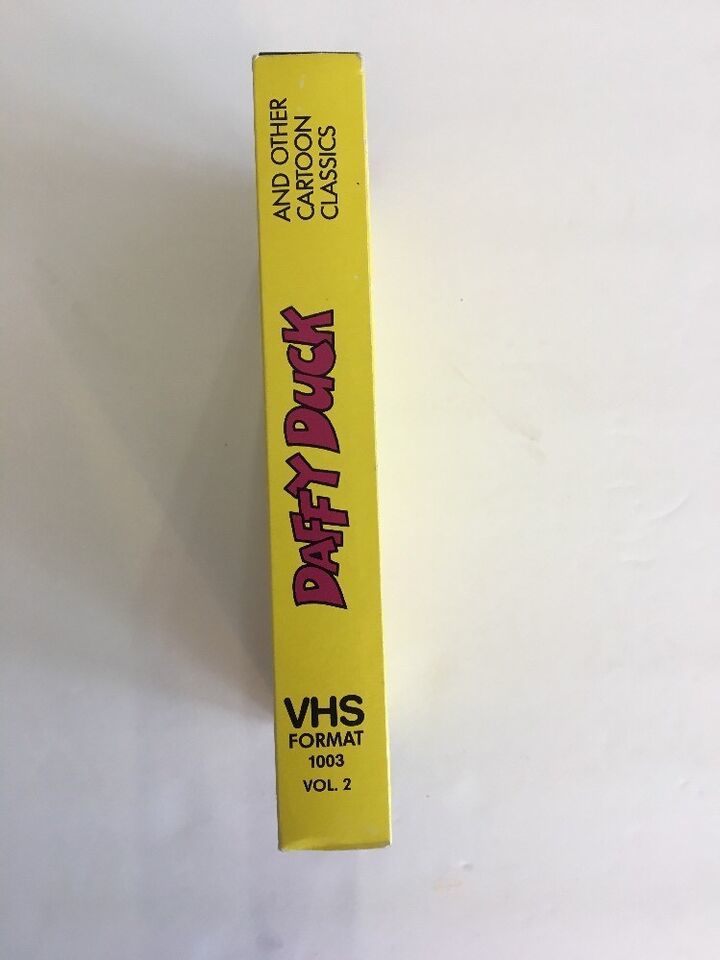 AND OTHER
CARTOON
CLASSICS
DAFFY DUCK
VHS
FORMAT
1003
VOL. 2